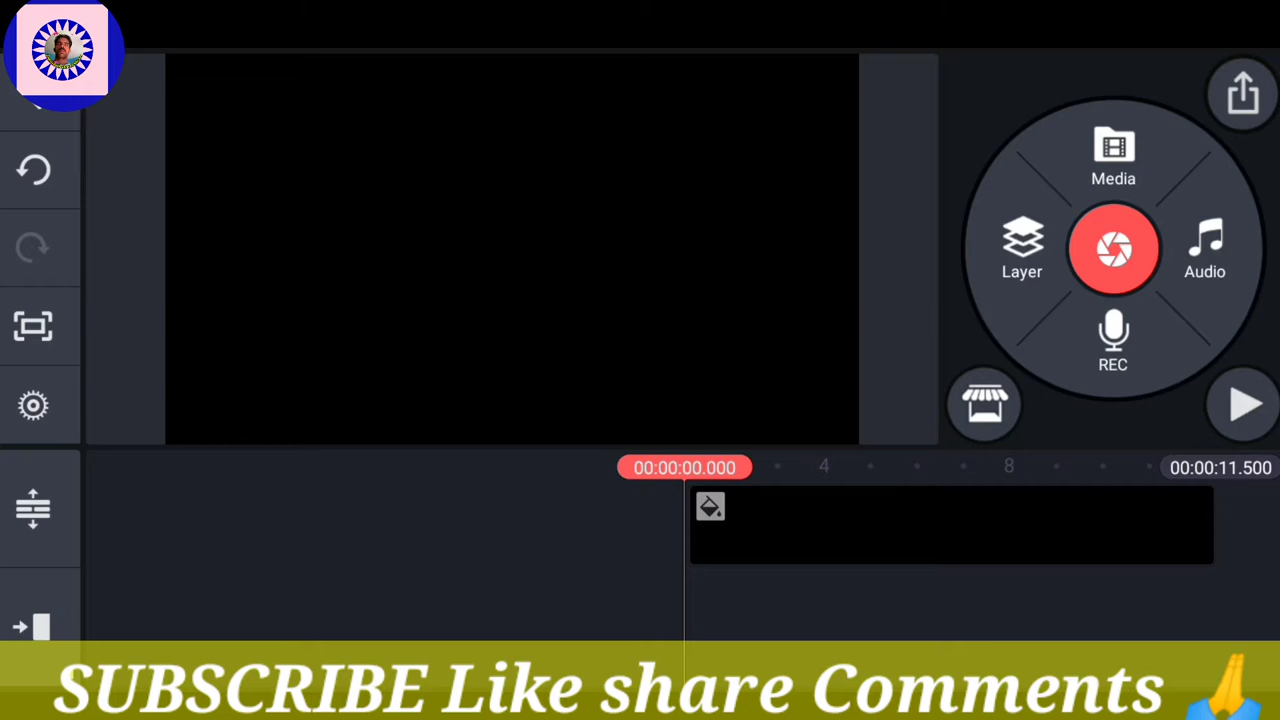 Media
Layer
Audio
REC
00:00:00.000
4
8
00:00:11.500
SUBSCRIBE Like share Comments 🙏